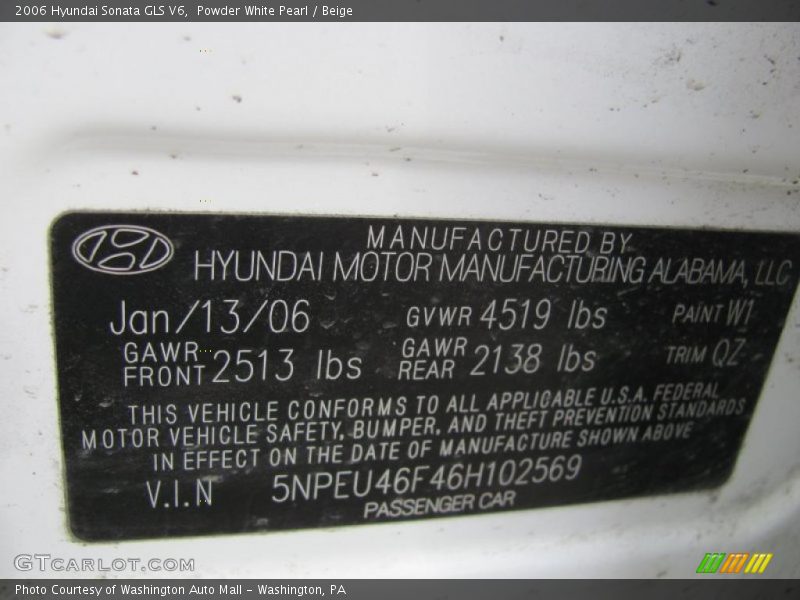 2006 Hyundai Sonata GLS V6,  Powder White Pearl / Beige
MANUFACTURED BY
HYUNDAI MOTOR MANUFACTURING ALABAMA, LLC
Jan/13/06 GVWR 4519 lbs PAINT W1
GAWR FRONT 2513 lbs GAWR REAR 2138 lbs TRIM QZ
THIS VEHICLE CONFORMS TO ALL APPLICABLE U.S.A. FEDERAL
MOTOR VEHICLE SAFETY, BUMPER, AND THEFT PREVENTION STANDARDS
IN EFFECT ON THE DATE OF MANUFACTURE SHOWN ABOVE
V.I.N 5NPEU46F46H102569
PASSENGER CAR
GTCARLOT.COM
Photo Courtesy of Washington Auto Mall - Washington, PA